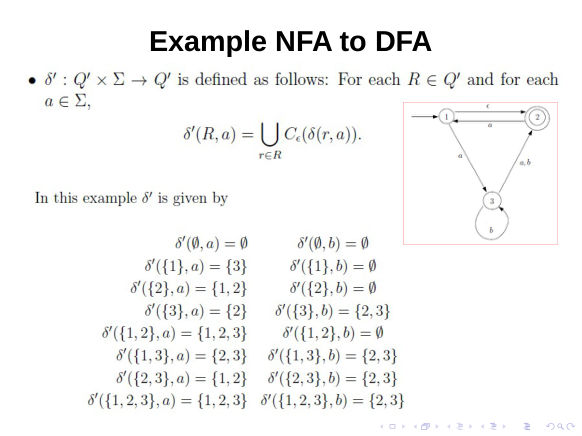 Example NFA to DFA
• δ′ : Q′ × Σ → Q′ is defined as follows: For each R ∈ Q′ and for each
a ∈ Σ,
δ′(R, a) = ⋃ Cϵ(δ(r, a)).
r∈R
ϵ
1
2
a
a
a, b
3
b
In this example δ′ is given by
δ′(∅, a) = ∅ δ′(∅, b) = ∅
δ′({1}, a) = {3} δ′({1}, b) = ∅
δ′({2}, a) = {1, 2} δ′({2}, b) = ∅
δ′({3}, a) = {2} δ′({3}, b) = {2, 3}
δ′({1, 2}, a) = {1, 2, 3} δ′({1, 2}, b) = ∅
δ′({1, 3}, a) = {2, 3} δ′({1, 3}, b) = {2, 3}
δ′({2, 3}, a) = {1, 2} δ′({2, 3}, b) = {2, 3}
δ′({1, 2, 3}, a) = {1, 2, 3} δ′({1, 2, 3}, b) = {2, 3}